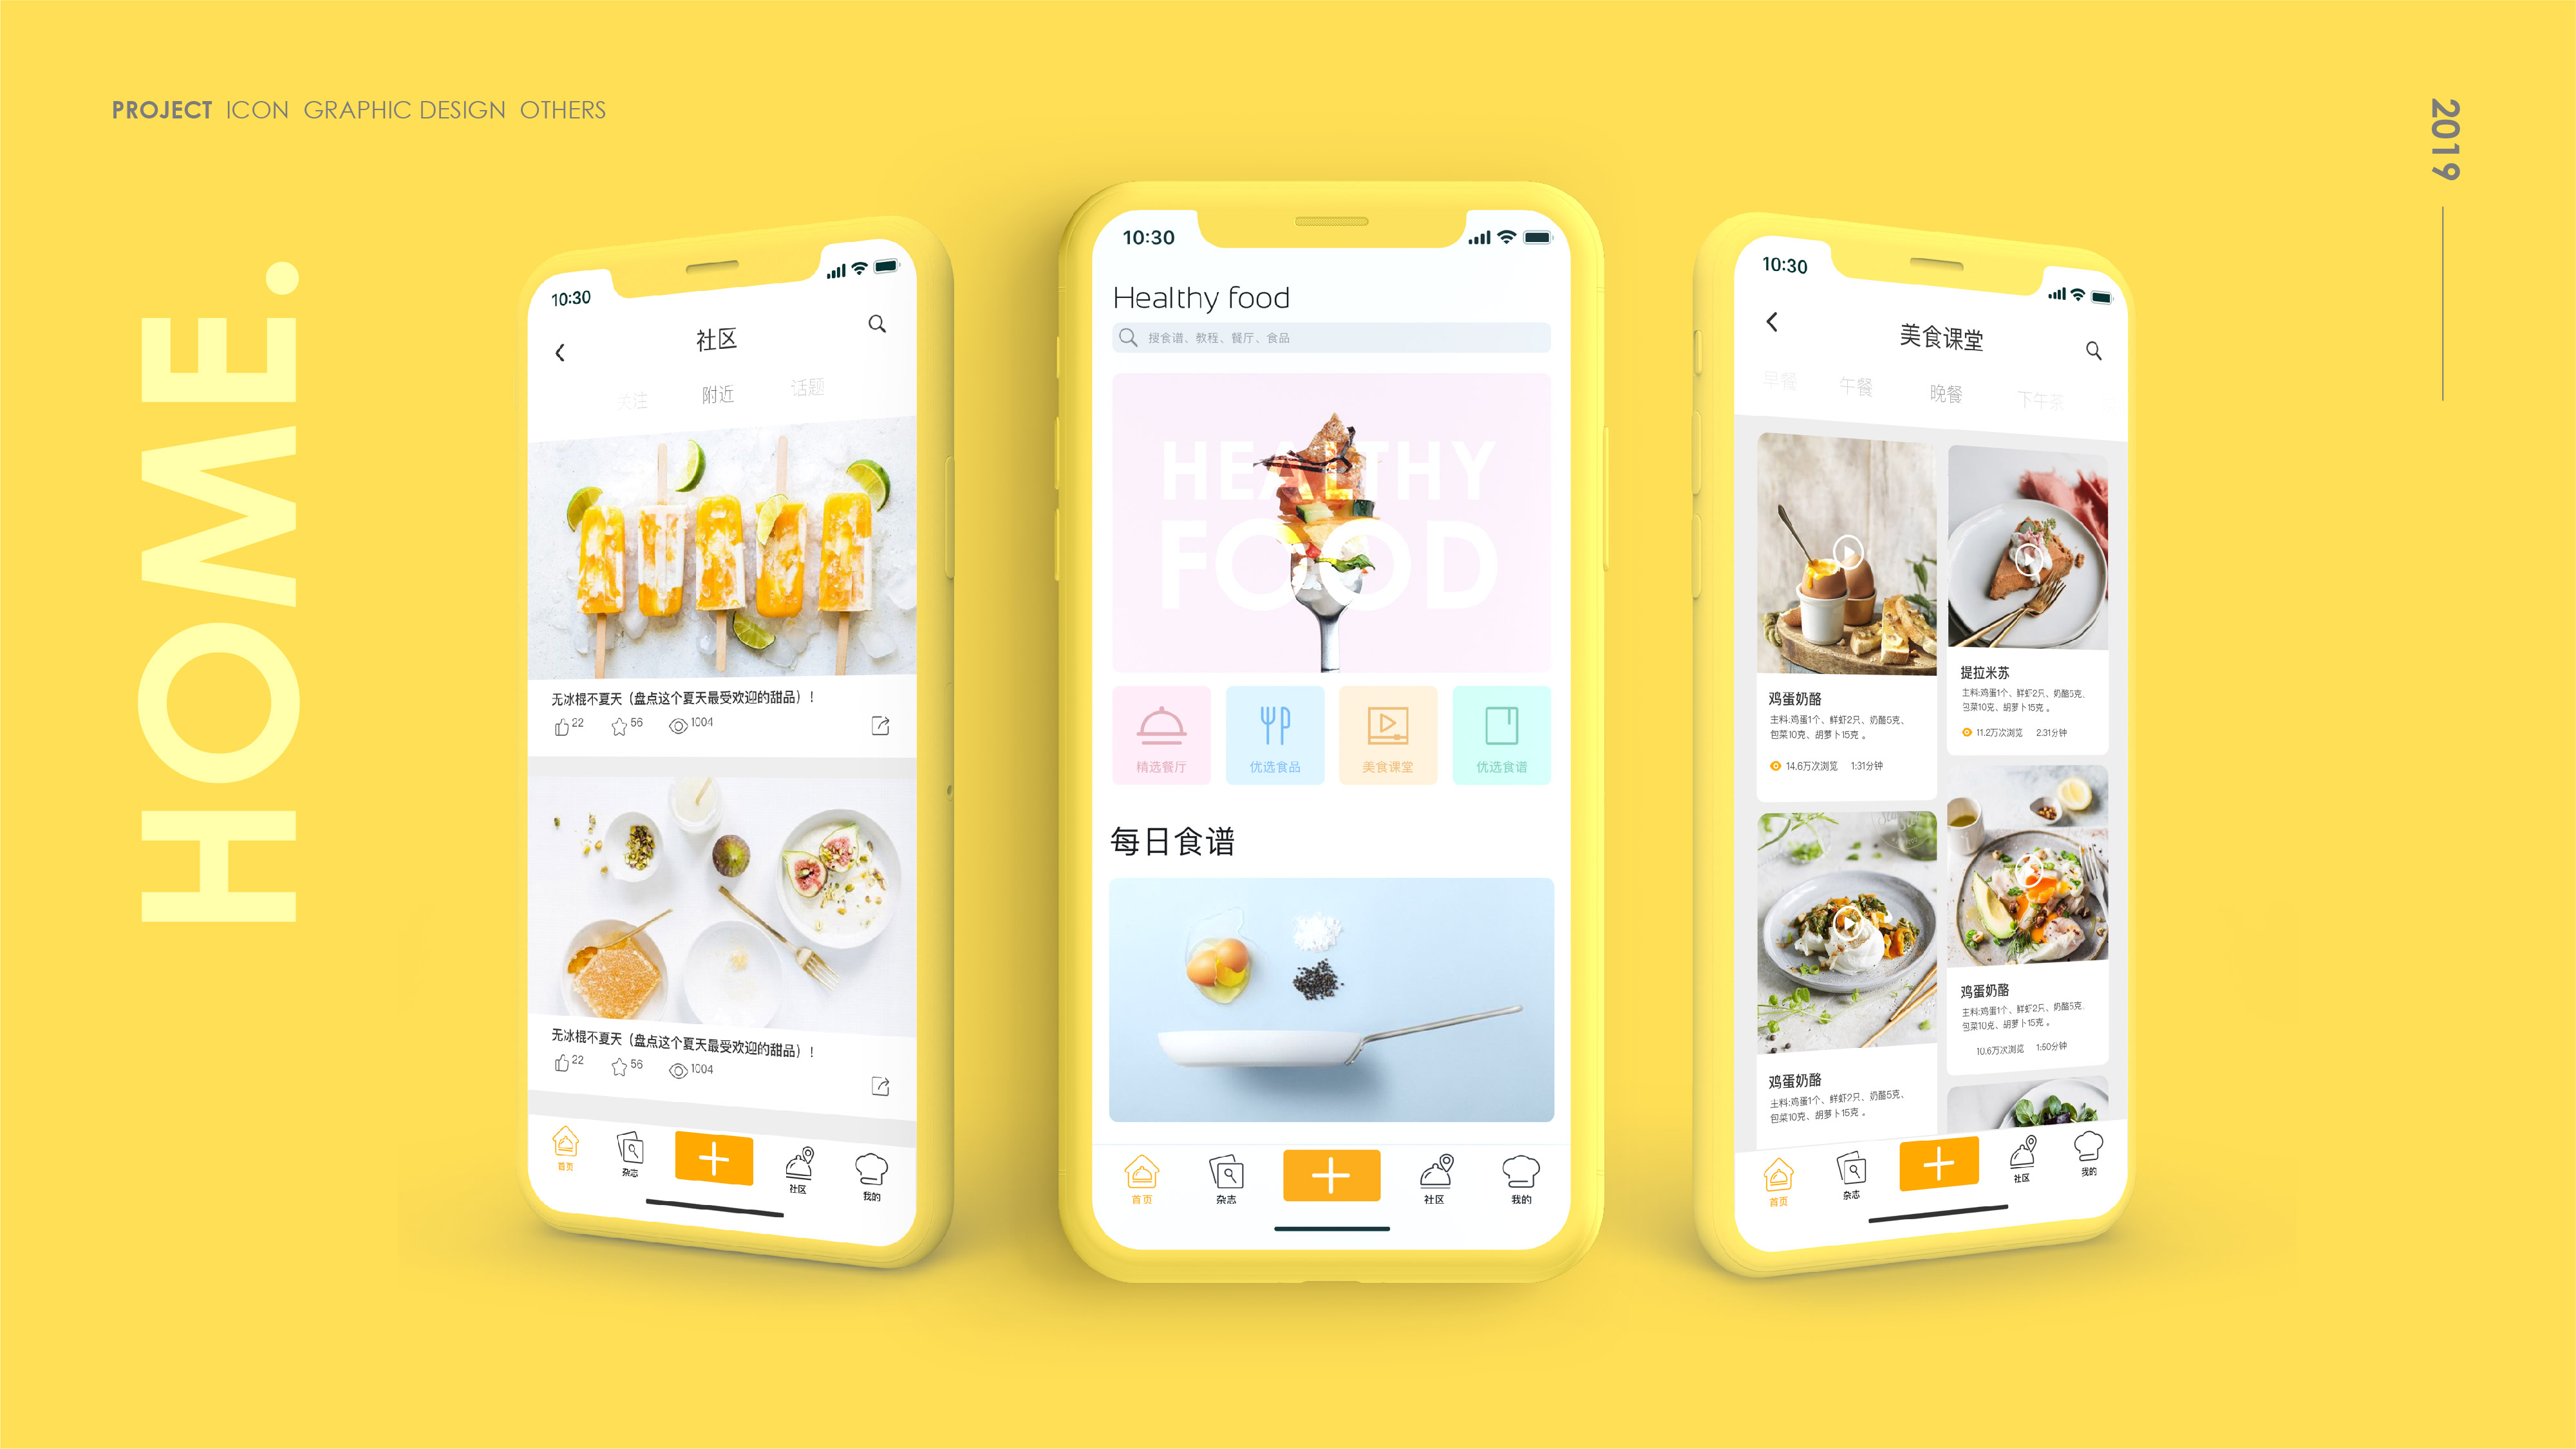 PROJECT ICON GRAPHIC DESIGN OTHERS
2019
HOME.
10:30
社区
关注 附近 话题
无冰棍不夏天（盘点这个夏天最受欢迎的甜品）！
22 56 1004
无冰棍不夏天（盘点这个夏天最受欢迎的甜品）！
22 56 1004
首页 杂志 社区 我的
10:30
Healthy food
搜食谱、教程、餐厅、食品
HEALTHY
FOOD
精选餐厅 优选食品 美食课堂 优选食谱
每日食谱
首页 杂志 社区 我的
10:30
美食课堂
早餐 午餐 晚餐 下午茶
鸡蛋奶酪
主料:鸡蛋1个、鲜虾2只、奶酪5克、
包菜10克、胡萝卜15克 。
14.6万次浏览 1:31分钟
提拉米苏
主料:鸡蛋1个、鲜虾2只、奶酪5克、
包菜10克、胡萝卜15克 。
11.2万次浏览 2.31分钟
鸡蛋奶酪
主料:鸡蛋1个、鲜虾2只、奶酪5克、
包菜10克、胡萝卜15克 。
鸡蛋奶酪
主料:鸡蛋1个、鲜虾2只、奶酪5克、
包菜10克、胡萝卜15克 。
10.6万次浏览 1:50分钟
首页 杂志 社区 我的